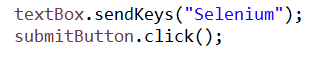 textBox.sendKeys("Selenium");
submitButton.click();